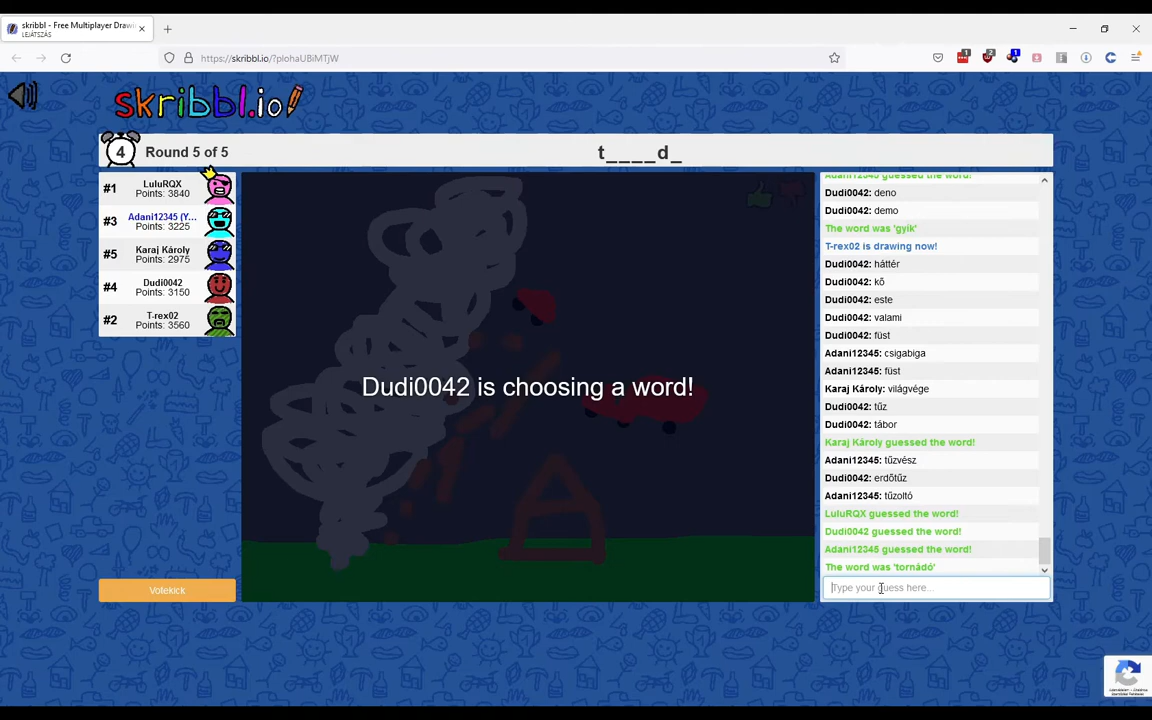 skribbl - Free Multiplayer Drawin
LEJÁTSZÁS
https://skribbl.io/?plohaUBiMTjW
1
2
1
skribbl.io
4
Round 5 of 5
t____d_
#1
LuluRQX
Points: 3840
#3
Adani12345 (Y...
Points: 3225
#5
Karaj Károly
Points: 2975
#4
Dudi0042
Points: 3150
#2
T-rex02
Points: 3560
Votekick
Dudi0042 is choosing a word!
Adani12345 guessed the word!
Dudi0042: deno
Dudi0042: demo
The word was 'gyík'
T-rex02 is drawing now!
Dudi0042: háttér
Dudi0042: kő
Dudi0042: este
Dudi0042: valami
Dudi0042: füst
Adani12345: csigabiga
Adani12345: füst
Karaj Károly: világvége
Dudi0042: tűz
Dudi0042: tábor
Karaj Károly guessed the word!
Adani12345: tűzvész
Dudi0042: erdőtűz
Adani12345: tűzoltó
LuluRQX guessed the word!
Dudi0042 guessed the word!
Adani12345 guessed the word!
The word was 'tornádó'
Type your guess here...